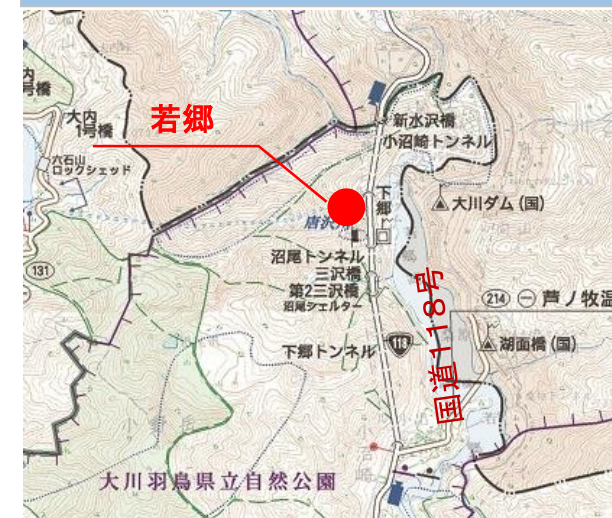 内
号橋
大内
1号橋
六石山
ロックシェッド
若郷
新水沢橋
小沼崎トンネル
下郷
大川ダム(国)
沼尾トンネル
三沢橋
第2三沢橋
沼尾シェルター
131
214
芦ノ牧温
国道118号
118
下郷トンネル
湖面橋(国)
大川羽鳥県立自然公園